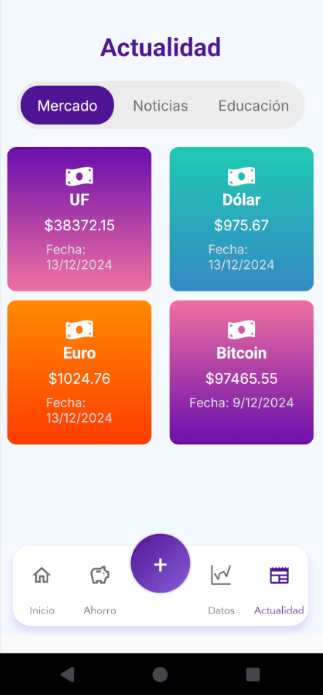 Actualidad
Mercado Noticias Educación
UF
$38372.15
Fecha:
13/12/2024
Dólar
$975.67
Fecha:
13/12/2024
Euro
$1024.76
Fecha:
13/12/2024
Bitcoin
$97465.55
Fecha: 9/12/2024
+
Inicio Ahorro Datos Actualidad